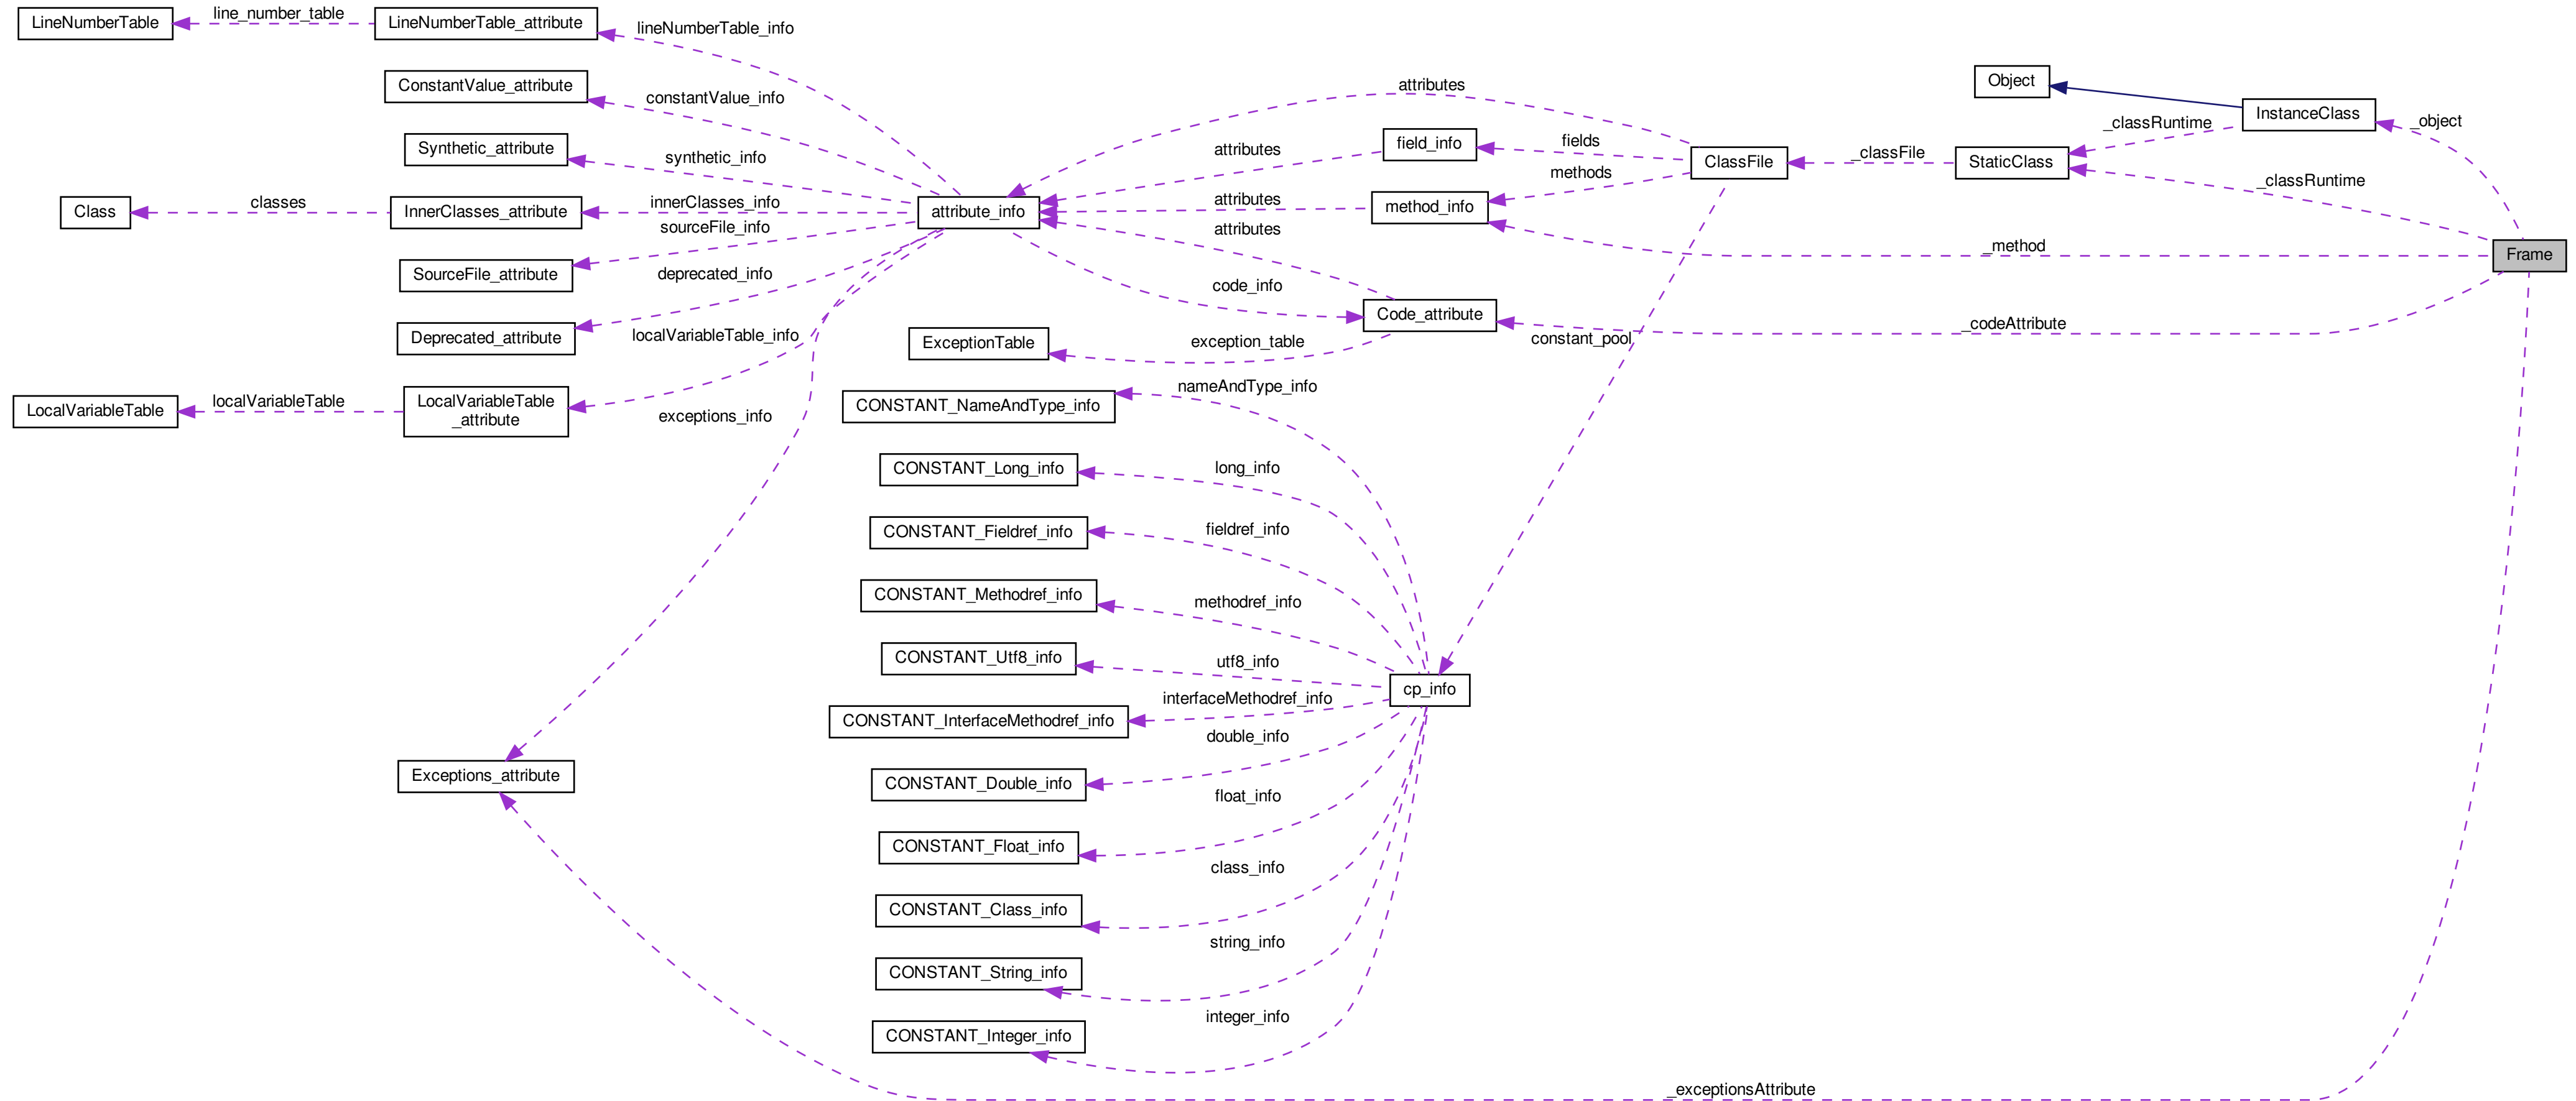 LineNumberTable
line_number_table
LineNumberTable_attribute
lineNumberTable_info
ConstantValue_attribute
constantValue_info
attributes
Object
InstanceClass
_object
_classRuntime
Synthetic_attribute
synthetic_info
attributes
field_info
fields
ClassFile
_classFile
StaticClass
methods
_classRuntime
Class
classes
InnerClasses_attribute
innerClasses_info
attribute_info
attributes
method_info
sourceFile_info
attributes
_method
Frame
SourceFile_attribute
deprecated_info
code_info
Code_attribute
_codeAttribute
Deprecated_attribute
localVariableTable_info
ExceptionTable
exception_table
constant_pool
LocalVariableTable
localVariableTable
LocalVariableTable
_attribute
exceptions_info
nameAndType_info
CONSTANT_NameAndType_info
long_info
CONSTANT_Long_info
fieldref_info
CONSTANT_Fieldref_info
methodref_info
CONSTANT_Methodref_info
utf8_info
CONSTANT_Utf8_info
cp_info
interfaceMethodref_info
CONSTANT_InterfaceMethodref_info
double_info
CONSTANT_Double_info
Exceptions_attribute
float_info
CONSTANT_Float_info
class_info
CONSTANT_Class_info
string_info
CONSTANT_String_info
integer_info
CONSTANT_Integer_info
_exceptionsAttribute